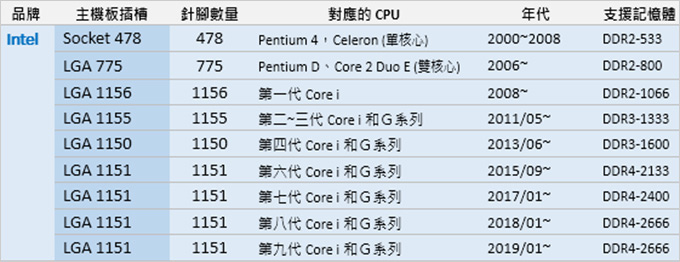 品牌 主機板插槽 針腳數量 對應的 CPU 年代 支援記憶體
Intel Socket 478 478 Pentium 4，Celeron (單核心) 2000~2008 DDR2-533
LGA 775 775 Pentium D、Core 2 Duo E (雙核心) 2006~ DDR2-800
LGA 1156 1156 第一代 Core i 2008~ DDR2-1066
LGA 1155 1155 第二~三代 Core i 和Ｇ系列 2011/05~ DDR3-1333
LGA 1150 1150 第四代 Core i 和Ｇ系列 2013/06~ DDR3-1600
LGA 1151 1151 第六代 Core i 和Ｇ系列 2015/09~ DDR4-2133
LGA 1151 1151 第七代 Core i 和Ｇ系列 2017/01~ DDR4-2400
LGA 1151 1151 第八代 Core i 和Ｇ系列 2018/01~ DDR4-2666
LGA 1151 1151 第九代 Core i 和Ｇ系列 2019/01~ DDR4-2666